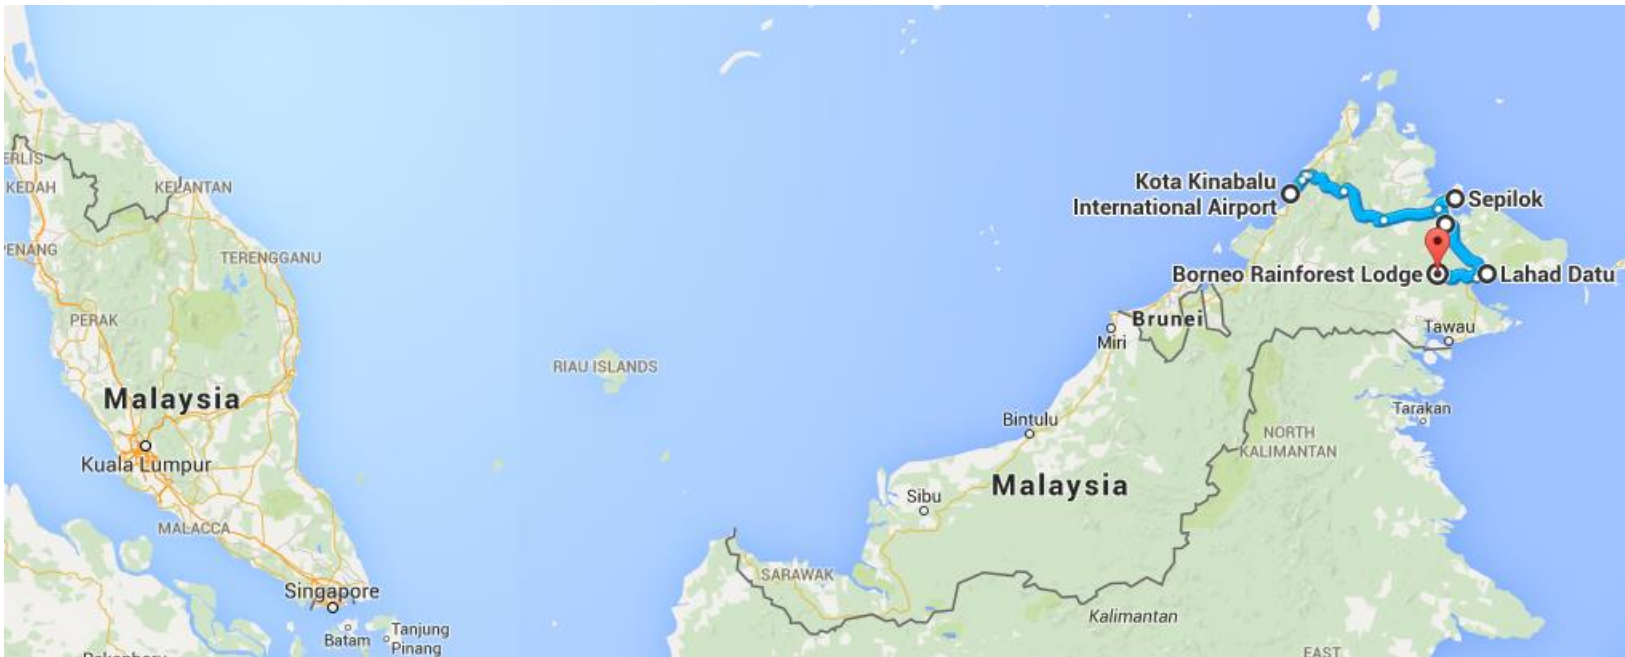 ERLIS
KEDAH
KELANTAN
PENANG
TERENGGANU
PERAK
Malaysia
Kuala Lumpur
MALACCA
Singapore
Batam
Tanjung
Pinang
RIAU ISLANDS
Kota Kinabalu
International Airport
Sepilok
Borneo Rainforest Lodge
Lahad Datu
Brunei
Miri
Tawau
Bintulu
Tarakan
NORTH
KALIMANTAN
Sibu
Malaysia
SARAWAK
Kalimantan
EAST